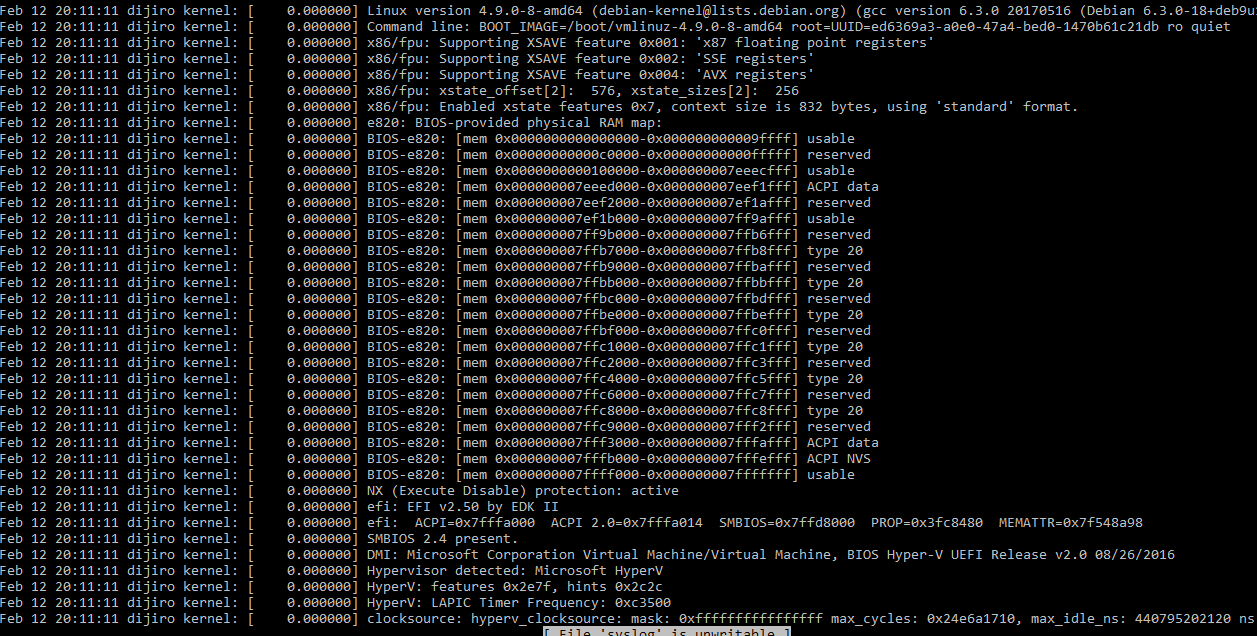 Feb 12 20:11:11 dijiro kernel: [    0.000000] Linux version 4.9.0-8-amd64 (debian-kernel@lists.debian.org) (gcc version 6.3.0 20170516 (Debian 6.3.0-18+deb9u
Feb 12 20:11:11 dijiro kernel: [    0.000000] Command line: BOOT_IMAGE=/boot/vmlinuz-4.9.0-8-amd64 root=UUID=ed6369a3-a0e0-47a4-bed0-1470b61c21db ro quiet
Feb 12 20:11:11 dijiro kernel: [    0.000000] x86/fpu: Supporting XSAVE feature 0x001: 'x87 floating point registers'
Feb 12 20:11:11 dijiro kernel: [    0.000000] x86/fpu: Supporting XSAVE feature 0x002: 'SSE registers'
Feb 12 20:11:11 dijiro kernel: [    0.000000] x86/fpu: Supporting XSAVE feature 0x004: 'AVX registers'
Feb 12 20:11:11 dijiro kernel: [    0.000000] x86/fpu: xstate_offset[2]:  576, xstate_sizes[2]:  256
Feb 12 20:11:11 dijiro kernel: [    0.000000] x86/fpu: Enabled xstate features 0x7, context size is 832 bytes, using 'standard' format.
Feb 12 20:11:11 dijiro kernel: [    0.000000] e820: BIOS-provided physical RAM map:
Feb 12 20:11:11 dijiro kernel: [    0.000000] BIOS-e820: [mem 0x0000000000000000-0x000000000009ffff] usable
Feb 12 20:11:11 dijiro kernel: [    0.000000] BIOS-e820: [mem 0x00000000000c0000-0x00000000000fffff] reserved
Feb 12 20:11:11 dijiro kernel: [    0.000000] BIOS-e820: [mem 0x0000000000100000-0x000000007eeecfff] usable
Feb 12 20:11:11 dijiro kernel: [    0.000000] BIOS-e820: [mem 0x000000007eeed000-0x000000007eef1fff] ACPI data
Feb 12 20:11:11 dijiro kernel: [    0.000000] BIOS-e820: [mem 0x000000007eef2000-0x000000007ef1afff] reserved
Feb 12 20:11:11 dijiro kernel: [    0.000000] BIOS-e820: [mem 0x000000007ef1b000-0x000000007ff9afff] usable
Feb 12 20:11:11 dijiro kernel: [    0.000000] BIOS-e820: [mem 0x000000007ff9b000-0x000000007ffb6fff] reserved
Feb 12 20:11:11 dijiro kernel: [    0.000000] BIOS-e820: [mem 0x000000007ffb7000-0x000000007ffb8fff] type 20
Feb 12 20:11:11 dijiro kernel: [    0.000000] BIOS-e820: [mem 0x000000007ffb9000-0x000000007ffbafff] reserved
Feb 12 20:11:11 dijiro kernel: [    0.000000] BIOS-e820: [mem 0x000000007ffbb000-0x000000007ffbbfff] type 20
Feb 12 20:11:11 dijiro kernel: [    0.000000] BIOS-e820: [mem 0x000000007ffbc000-0x000000007ffbdfff] reserved
Feb 12 20:11:11 dijiro kernel: [    0.000000] BIOS-e820: [mem 0x000000007ffbe000-0x000000007ffbefff] type 20
Feb 12 20:11:11 dijiro kernel: [    0.000000] BIOS-e820: [mem 0x000000007ffbf000-0x000000007ffc0fff] reserved
Feb 12 20:11:11 dijiro kernel: [    0.000000] BIOS-e820: [mem 0x000000007ffc1000-0x000000007ffc1fff] type 20
Feb 12 20:11:11 dijiro kernel: [    0.000000] BIOS-e820: [mem 0x000000007ffc2000-0x000000007ffc3fff] reserved
Feb 12 20:11:11 dijiro kernel: [    0.000000] BIOS-e820: [mem 0x000000007ffc4000-0x000000007ffc5fff] type 20
Feb 12 20:11:11 dijiro kernel: [    0.000000] BIOS-e820: [mem 0x000000007ffc6000-0x000000007ffc7fff] reserved
Feb 12 20:11:11 dijiro kernel: [    0.000000] BIOS-e820: [mem 0x000000007ffc8000-0x000000007ffc8fff] type 20
Feb 12 20:11:11 dijiro kernel: [    0.000000] BIOS-e820: [mem 0x000000007ffc9000-0x000000007fff2fff] reserved
Feb 12 20:11:11 dijiro kernel: [    0.000000] BIOS-e820: [mem 0x000000007fff3000-0x000000007fffafff] ACPI data
Feb 12 20:11:11 dijiro kernel: [    0.000000] BIOS-e820: [mem 0x000000007fffb000-0x000000007fffefff] ACPI NVS
Feb 12 20:11:11 dijiro kernel: [    0.000000] BIOS-e820: [mem 0x000000007ffff000-0x000000007fffffff] usable
Feb 12 20:11:11 dijiro kernel: [    0.000000] NX (Execute Disable) protection: active
Feb 12 20:11:11 dijiro kernel: [    0.000000] efi: EFI v2.50 by EDK II
Feb 12 20:11:11 dijiro kernel: [    0.000000] efi:  ACPI=0x7fffa000  ACPI 2.0=0x7fffa014  SMBIOS=0x7ffd8000  PROP=0x3fc8480  MEMATTR=0x7f548a98
Feb 12 20:11:11 dijiro kernel: [    0.000000] SMBIOS 2.4 present.
Feb 12 20:11:11 dijiro kernel: [    0.000000] DMI: Microsoft Corporation Virtual Machine/Virtual Machine, BIOS Hyper-V UEFI Release v2.0 08/26/2016
Feb 12 20:11:11 dijiro kernel: [    0.000000] Hypervisor detected: Microsoft HyperV
Feb 12 20:11:11 dijiro kernel: [    0.000000] HyperV: features 0x2e7f, hints 0x2c2c
Feb 12 20:11:11 dijiro kernel: [    0.000000] HyperV: LAPIC Timer Frequency: 0xc3500
Feb 12 20:11:11 dijiro kernel: [    0.000000] clocksource: hyperv_clocksource: mask: 0xffffffffffffffff max_cycles: 0x24e6a1710, max_idle_ns: 440795202120 ns
[ File 'syslog' is unwritable ]